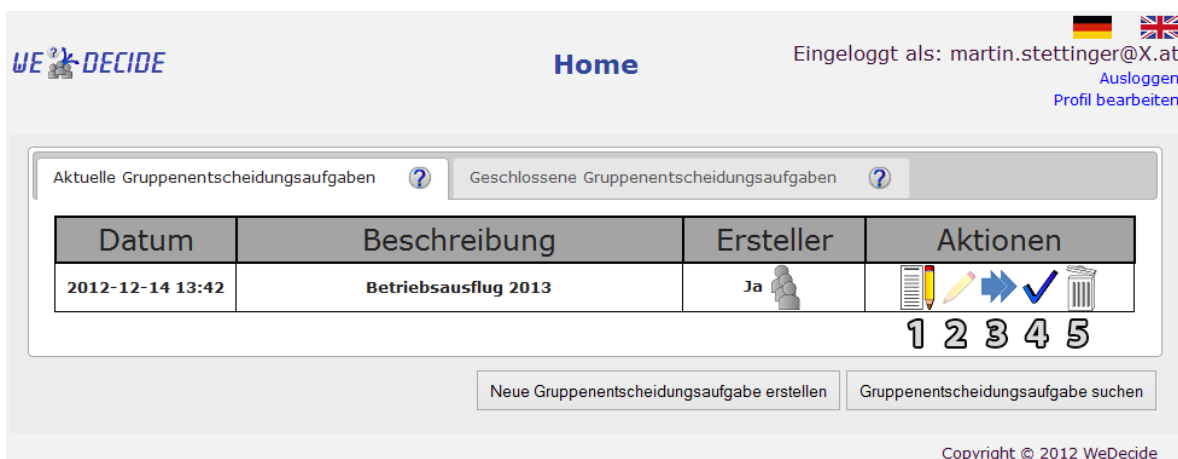 WE DECIDE
Home
Eingeloggt als: martin.stettinger@X.at
Ausloggen
Profil bearbeiten
Aktuelle Gruppenentscheidungsaufgaben ? Geschlossene Gruppenentscheidungsaufgaben ?
Datum Beschreibung Ersteller Aktionen
2012-12-14 13:42 Betriebsausflug 2013 Ja
1 2 3 4 5
Neue Gruppenentscheidungsaufgabe erstellen Gruppenentscheidungsaufgabe suchen
Copyright © 2012 WeDecide